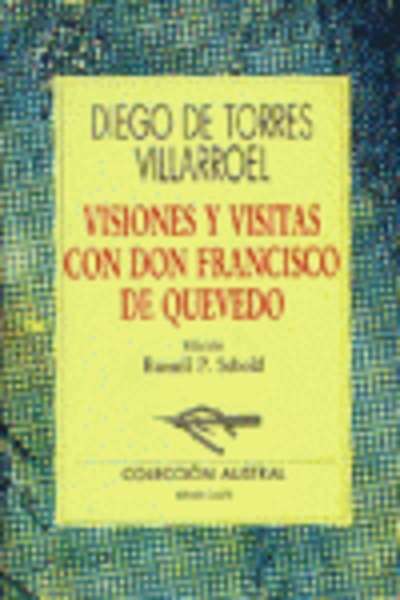 DIEGO DE TORRES
VILLARROEL
VISIONES Y VISITAS
CON DON FRANCISCO
DE QUEVEDO
Edición
Russell P. Sebold
COLECCIÓN AUSTRAL